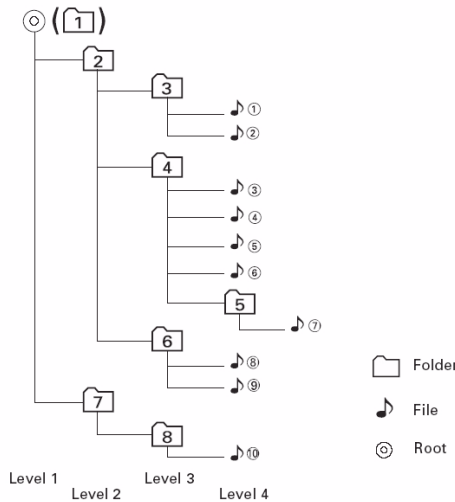 (1)
2
3
①
②
4
③
④
⑤
⑥
5
⑦
6
⑧
⑨
7
8
⑩
Folder
File
Root
Level 1
Level 2
Level 3
Level 4